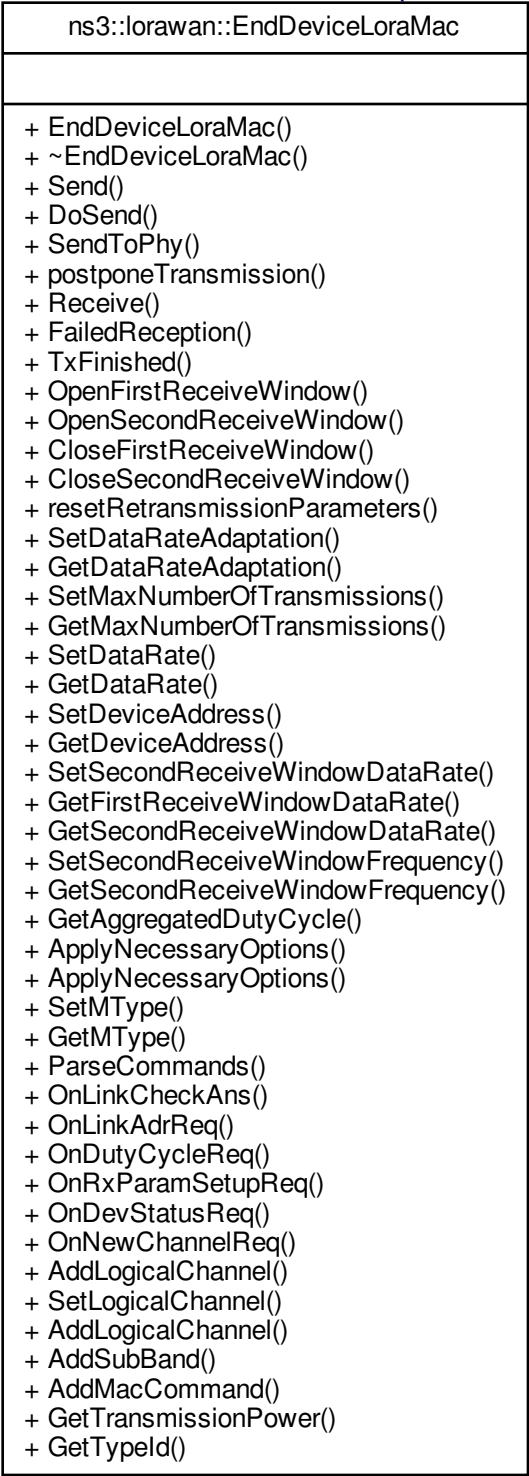 ns3::lorawan::EndDeviceLoraMac
+ EndDeviceLoraMac()
+ ~EndDeviceLoraMac()
+ Send()
+ DoSend()
+ SendToPhy()
+ postponeTransmission()
+ Receive()
+ FailedReception()
+ TxFinished()
+ OpenFirstReceiveWindow()
+ OpenSecondReceiveWindow()
+ CloseFirstReceiveWindow()
+ CloseSecondReceiveWindow()
+ resetRetransmissionParameters()
+ SetDataRateAdaptation()
+ GetDataRateAdaptation()
+ SetMaxNumberOfTransmissions()
+ GetMaxNumberOfTransmissions()
+ SetDataRate()
+ GetDataRate()
+ SetDeviceAddress()
+ GetDeviceAddress()
+ SetSecondReceiveWindowDataRate()
+ GetFirstReceiveWindowDataRate()
+ GetSecondReceiveWindowDataRate()
+ SetSecondReceiveWindowFrequency()
+ GetSecondReceiveWindowFrequency()
+ GetAggregatedDutyCycle()
+ ApplyNecessaryOptions()
+ ApplyNecessaryOptions()
+ SetMType()
+ GetMType()
+ ParseCommands()
+ OnLinkCheckAns()
+ OnLinkAdrReq()
+ OnDutyCycleReq()
+ OnRxParamSetupReq()
+ OnDevStatusReq()
+ OnNewChannelReq()
+ AddLogicalChannel()
+ SetLogicalChannel()
+ AddLogicalChannel()
+ AddSubBand()
+ AddMacCommand()
+ GetTransmissionPower()
+ GetTypeId()